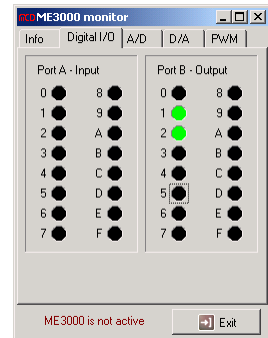 ME3000 monitor
Info Digital I/O A/D D/A PWM
Port A - Input Port B - Output
0 8 0 8
1 9 1 9
2 A 2 A
3 B 3 B
4 C 4 C
5 D 5 D
6 E 6 E
7 F 7 F
ME3000 is not active Exit